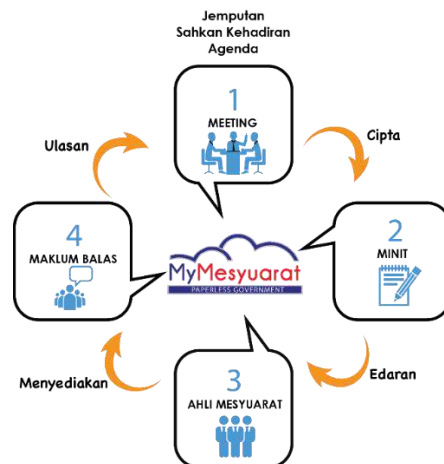 Jemputan
Sahkan Kehadiran
Agenda
1
MEETING
Cipta
2
MINIT
Edaran
3
AHLI MESYUARAT
Menyediakan
4
MAKLUM BALAS
Ulasan
MyMesyuarat
PAPERLESS GOVERNMENT